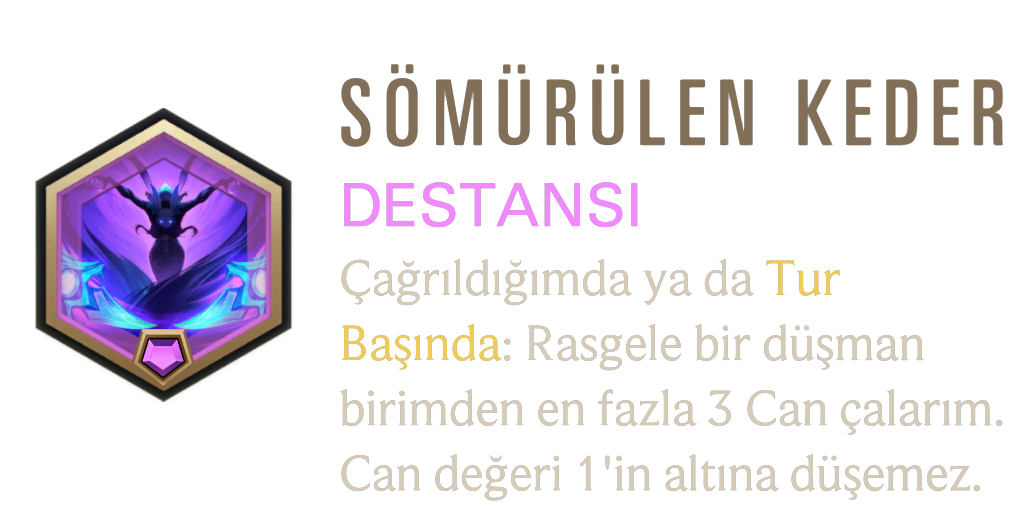 SÖMÜRÜLEN KEDER
DESTANSI
Çağrıldığımda ya da Tur
Başında: Rasgele bir düşman
birimden en fazla 3 Can çalarım.
Can değeri 1'in altına düşemez.